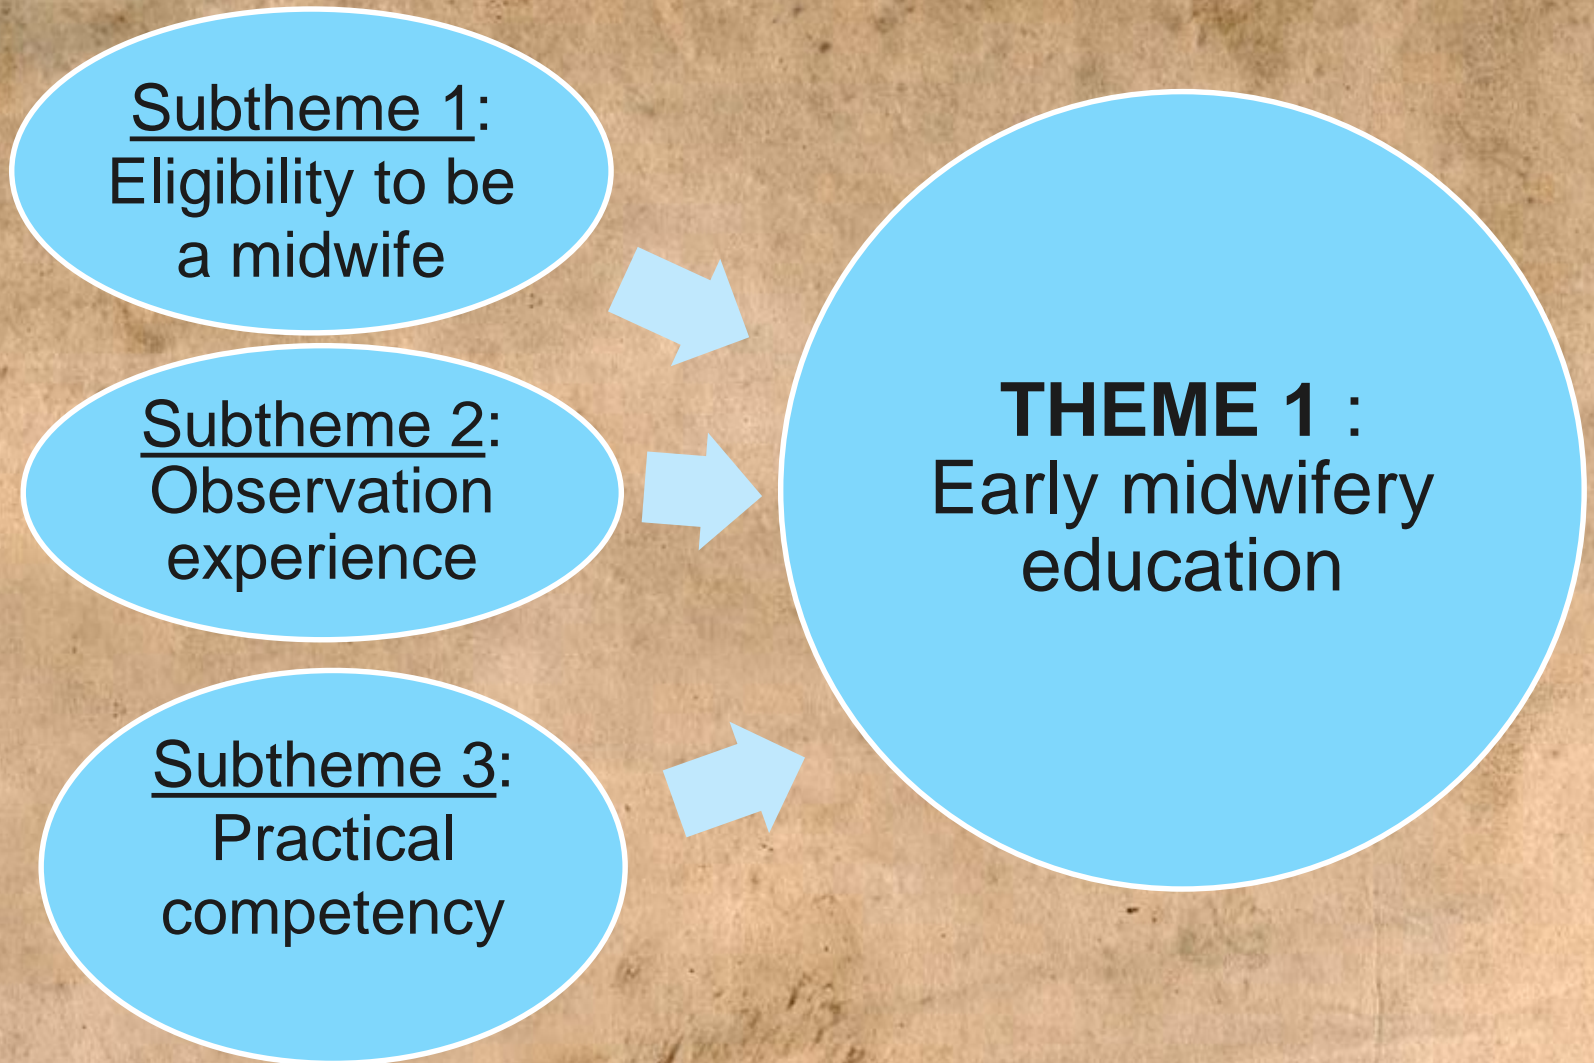 Subtheme 1:
Eligibility to be
a midwife
Subtheme 2:
Observation
experience
Subtheme 3:
Practical
competency
THEME 1 :
Early midwifery
education